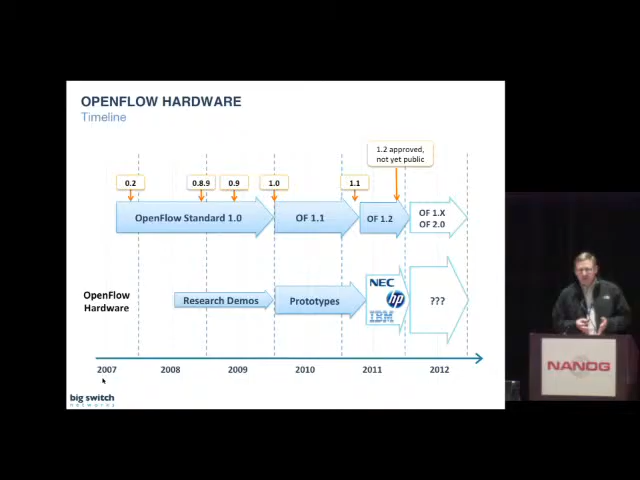 OPENFLOW HARDWARE
Timeline
1.2 approved,
not yet public
0.2
0.8.9
0.9
1.0
1.1
OpenFlow Standard 1.0
OF 1.1
OF 1.2
OF 1.X
OF 2.0
OpenFlow
Hardware
Research Demos
Prototypes
NEC
hp
IBM
???
2007
2008
2009
2010
2011
2012
big switch
networks
NANOG